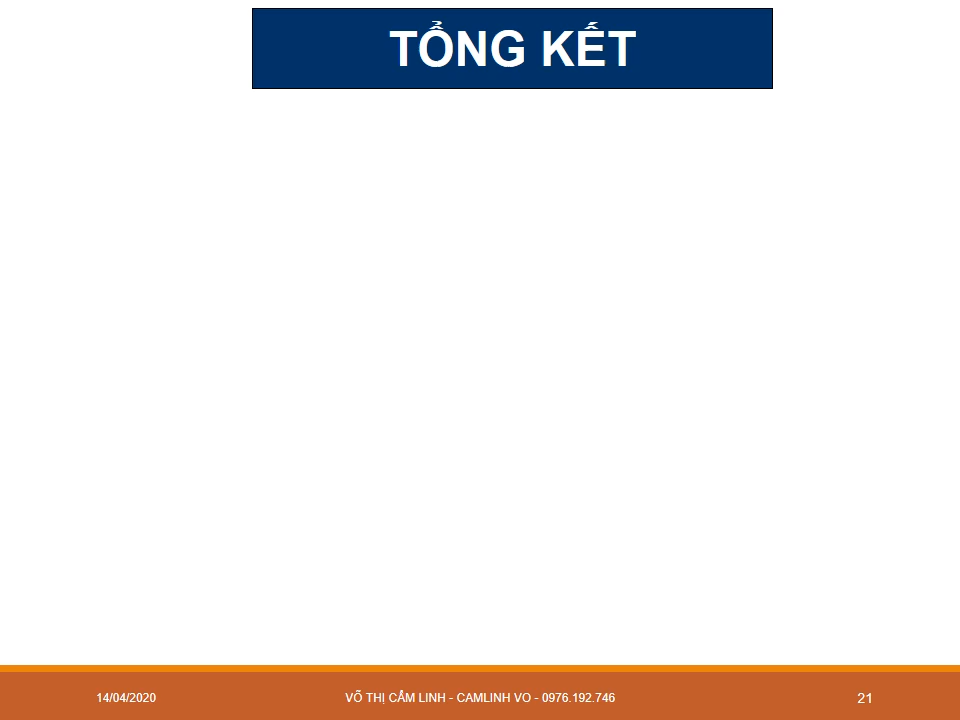 TỔNG KẾT
14/04/2020
VÕ THỊ CẨM LINH - CAMLINH VO - 0976.192.746
21